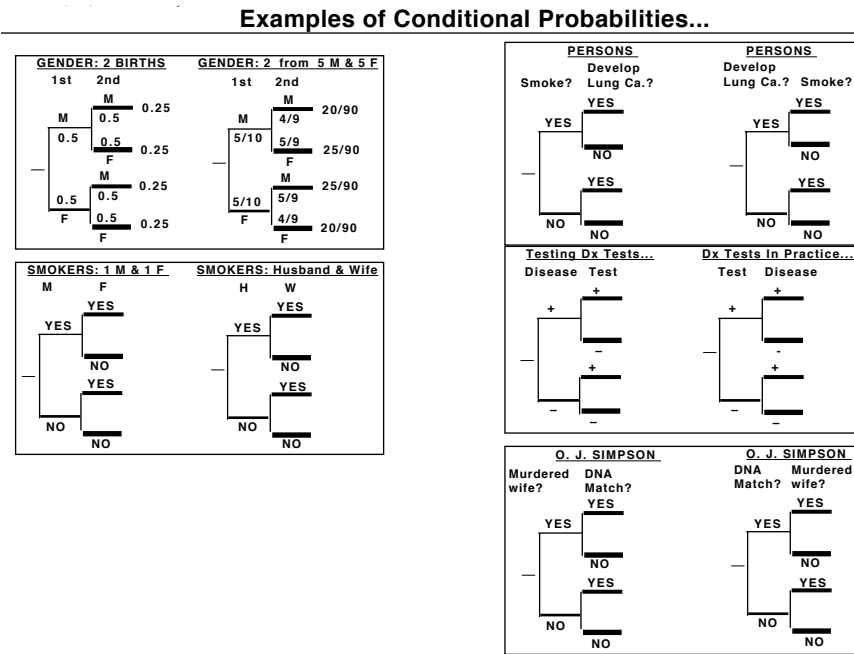 Examples of Conditional Probabilities...
GENDER: 2 BIRTHS
1st 2nd
M
M 0.5 0.25
0.5 0.5 0.25
F
M
0.5 0.5 0.25
F 0.5 0.25
F
GENDER: 2 from 5 M & 5 F
1st 2nd
M
M 4/9 20/90
5/10 5/9 25/90
F
M 25/90
5/10 5/9
F 4/9 20/90
F
SMOKERS: 1 M & 1 F
M F
YES
YES
NO
YES
NO
NO
SMOKERS: Husband & Wife
H W
YES
YES
NO
YES
NO
NO
PERSONS
Develop
Smoke? Lung Ca.?
YES
YES
NO
YES
NO
NO
PERSONS
Develop
Lung Ca.? Smoke?
YES
YES
NO
YES
NO
NO
Testing Dx Tests...
Disease Test
+
+
–
+
–
–
Dx Tests In Practice...
Test Disease
+
+
-
+
–
–
O. J. SIMPSON
Murdered DNA
wife? Match?
YES
YES
NO
YES
NO
NO
O. J. SIMPSON
DNA Murdered
Match? wife?
YES
YES
NO
YES
NO
NO